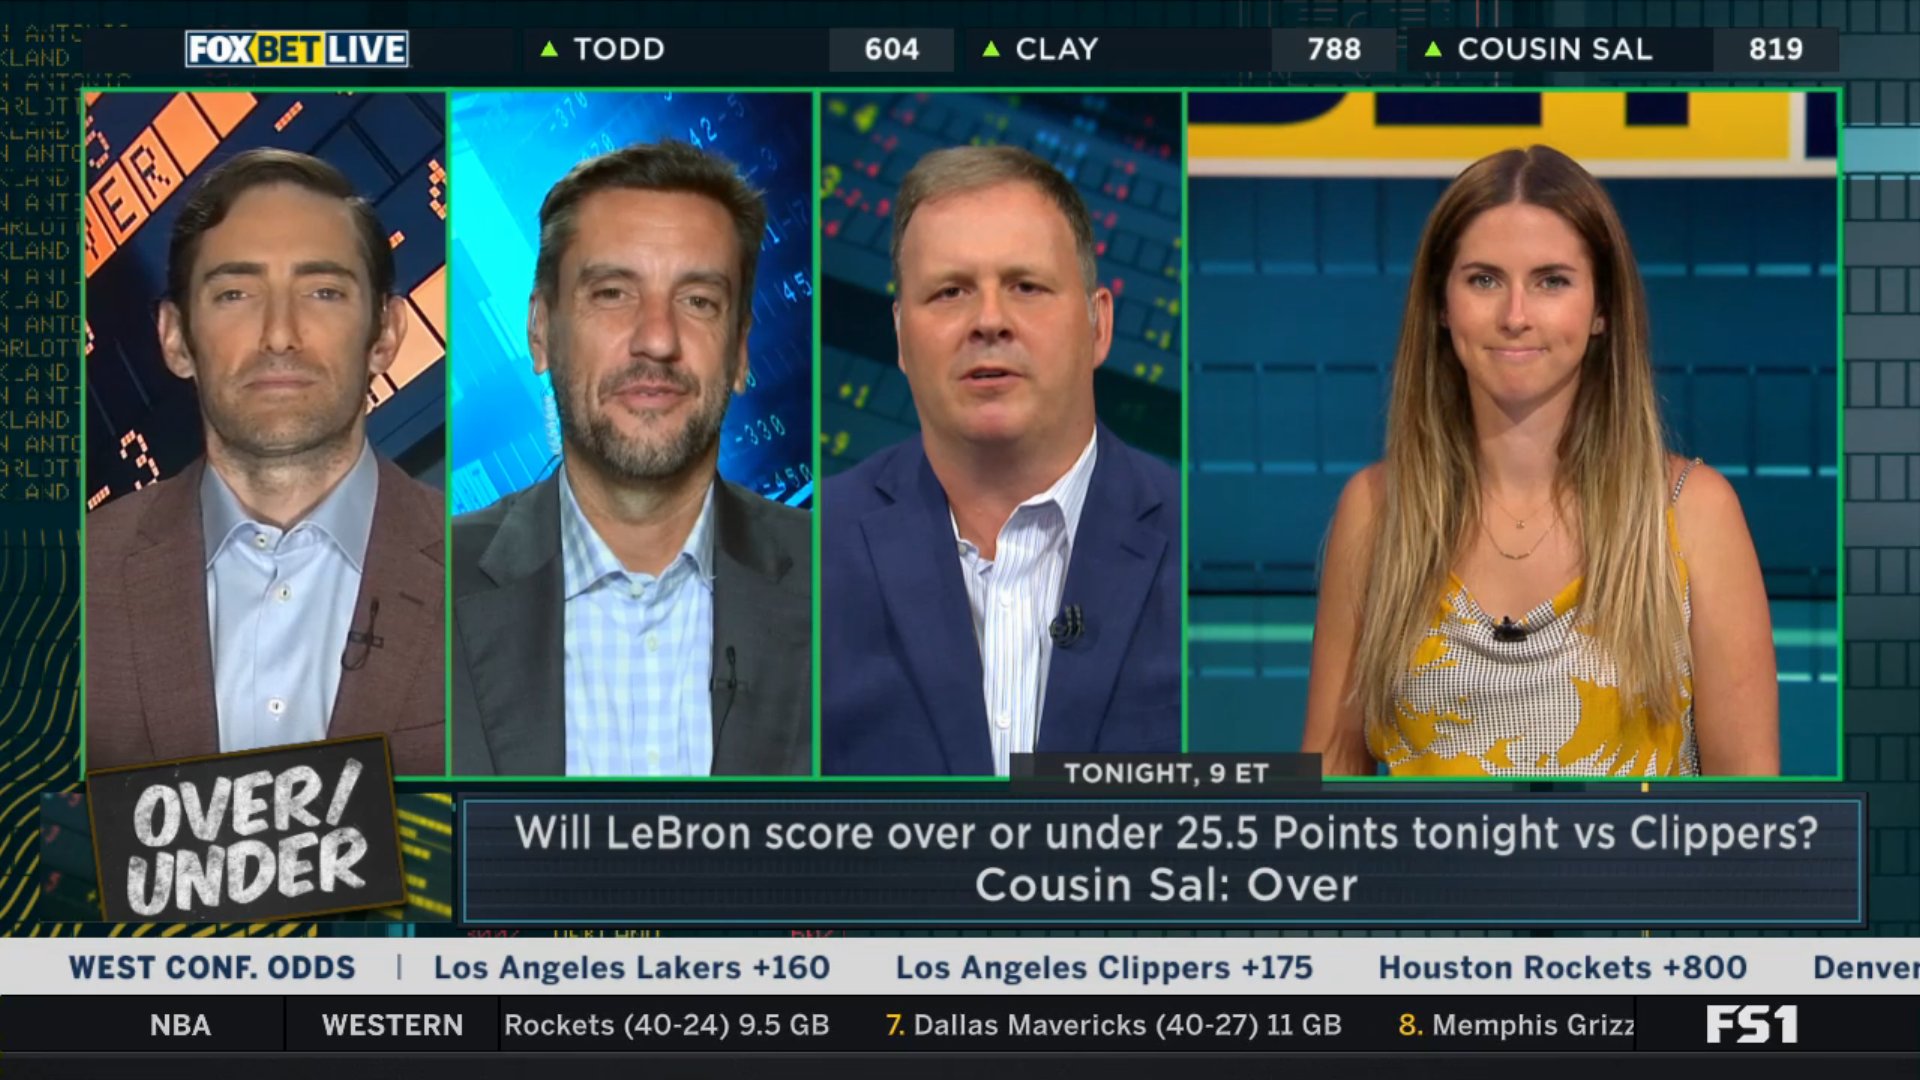 FOX BET LIVE
TODD 604
CLAY 788
COUSIN SAL 819
TONIGHT, 9 ET
OVER/
UNDER
Will LeBron score over or under 25.5 Points tonight vs Clippers?
Cousin Sal: Over
WEST CONF. ODDS | Los Angeles Lakers +160 Los Angeles Clippers +175 Houston Rockets +800 Denver
NBA WESTERN Rockets (40-24) 9.5 GB 7. Dallas Mavericks (40-27) 11 GB 8. Memphis Grizz
FS1